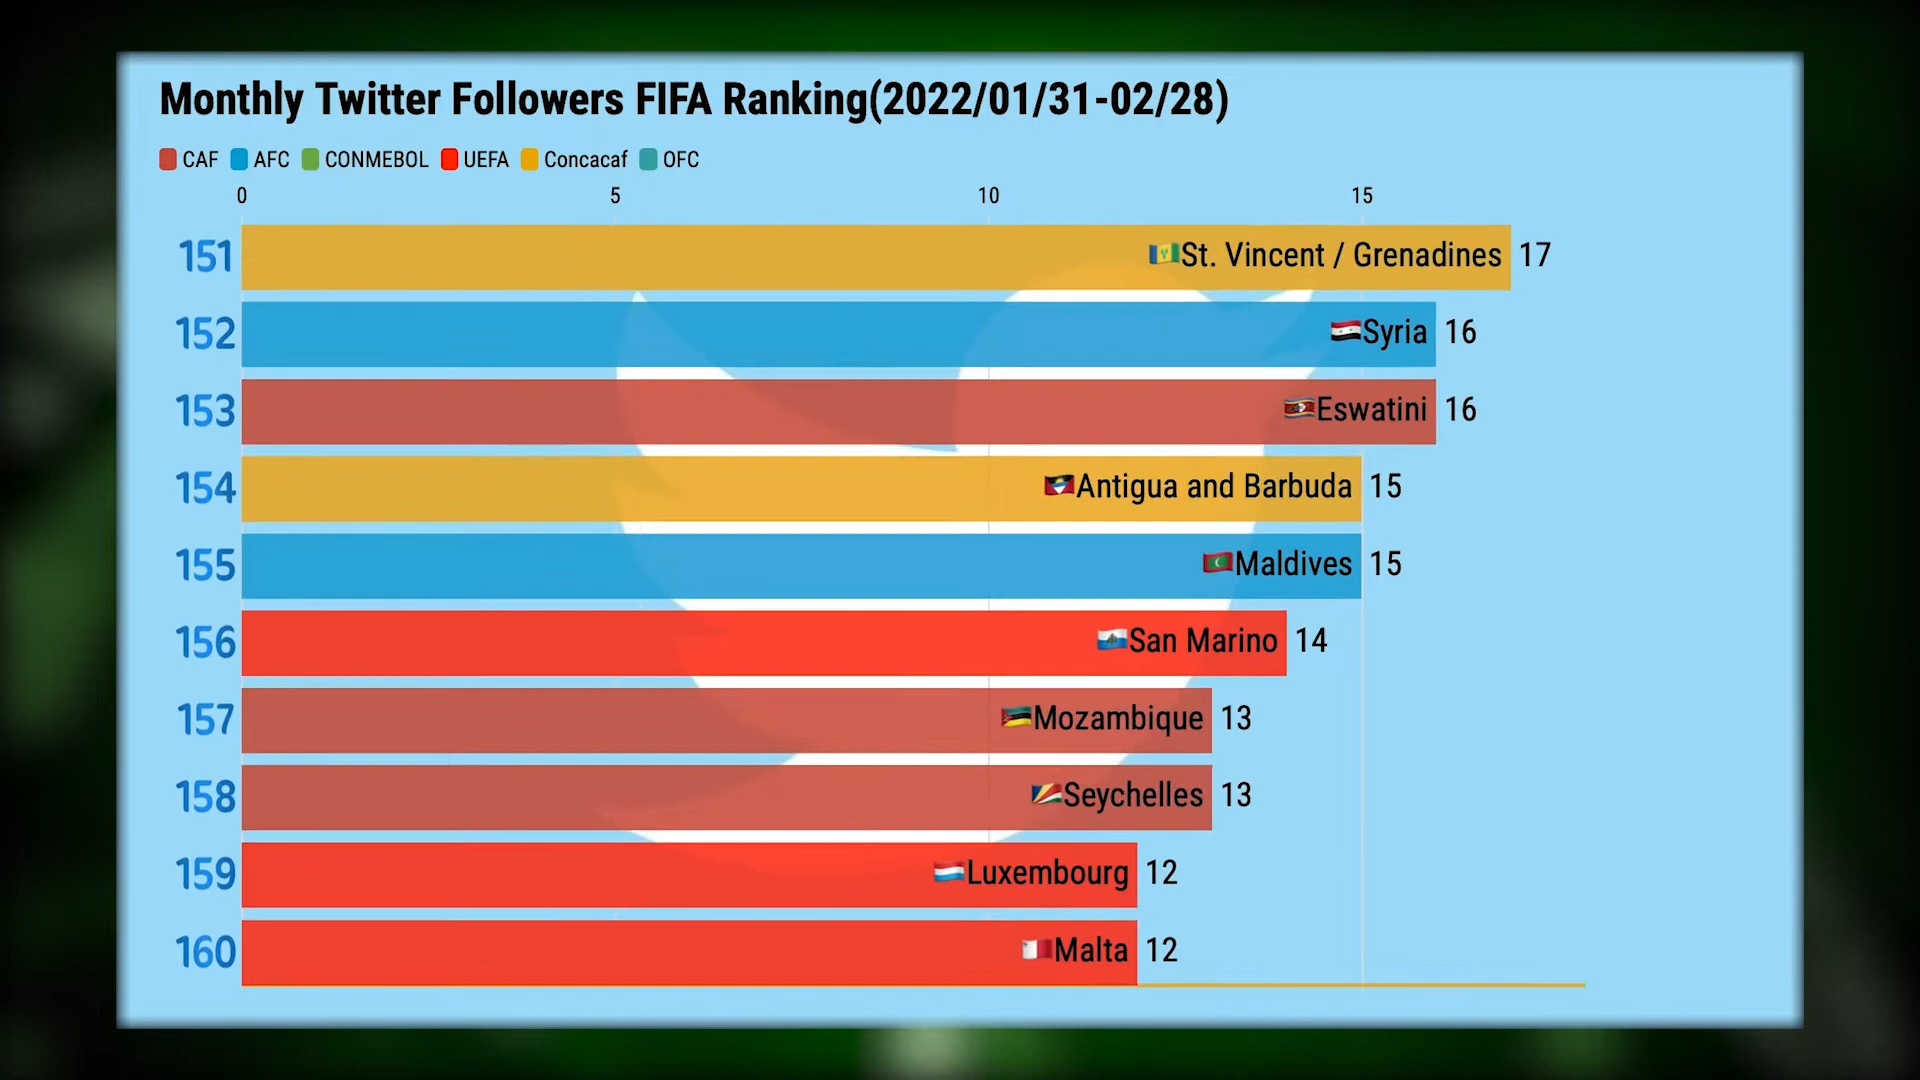 Monthly Twitter Followers FIFA Ranking(2022/01/31-02/28)
CAF AFC CONMEBOL UEFA Concacaf OFC
0 5 10 15
151 St. Vincent / Grenadines 17
152 Syria 16
153 Eswatini 16
154 Antigua and Barbuda 15
155 Maldives 15
156 San Marino 14
157 Mozambique 13
158 Seychelles 13
159 Luxembourg 12
160 Malta 12